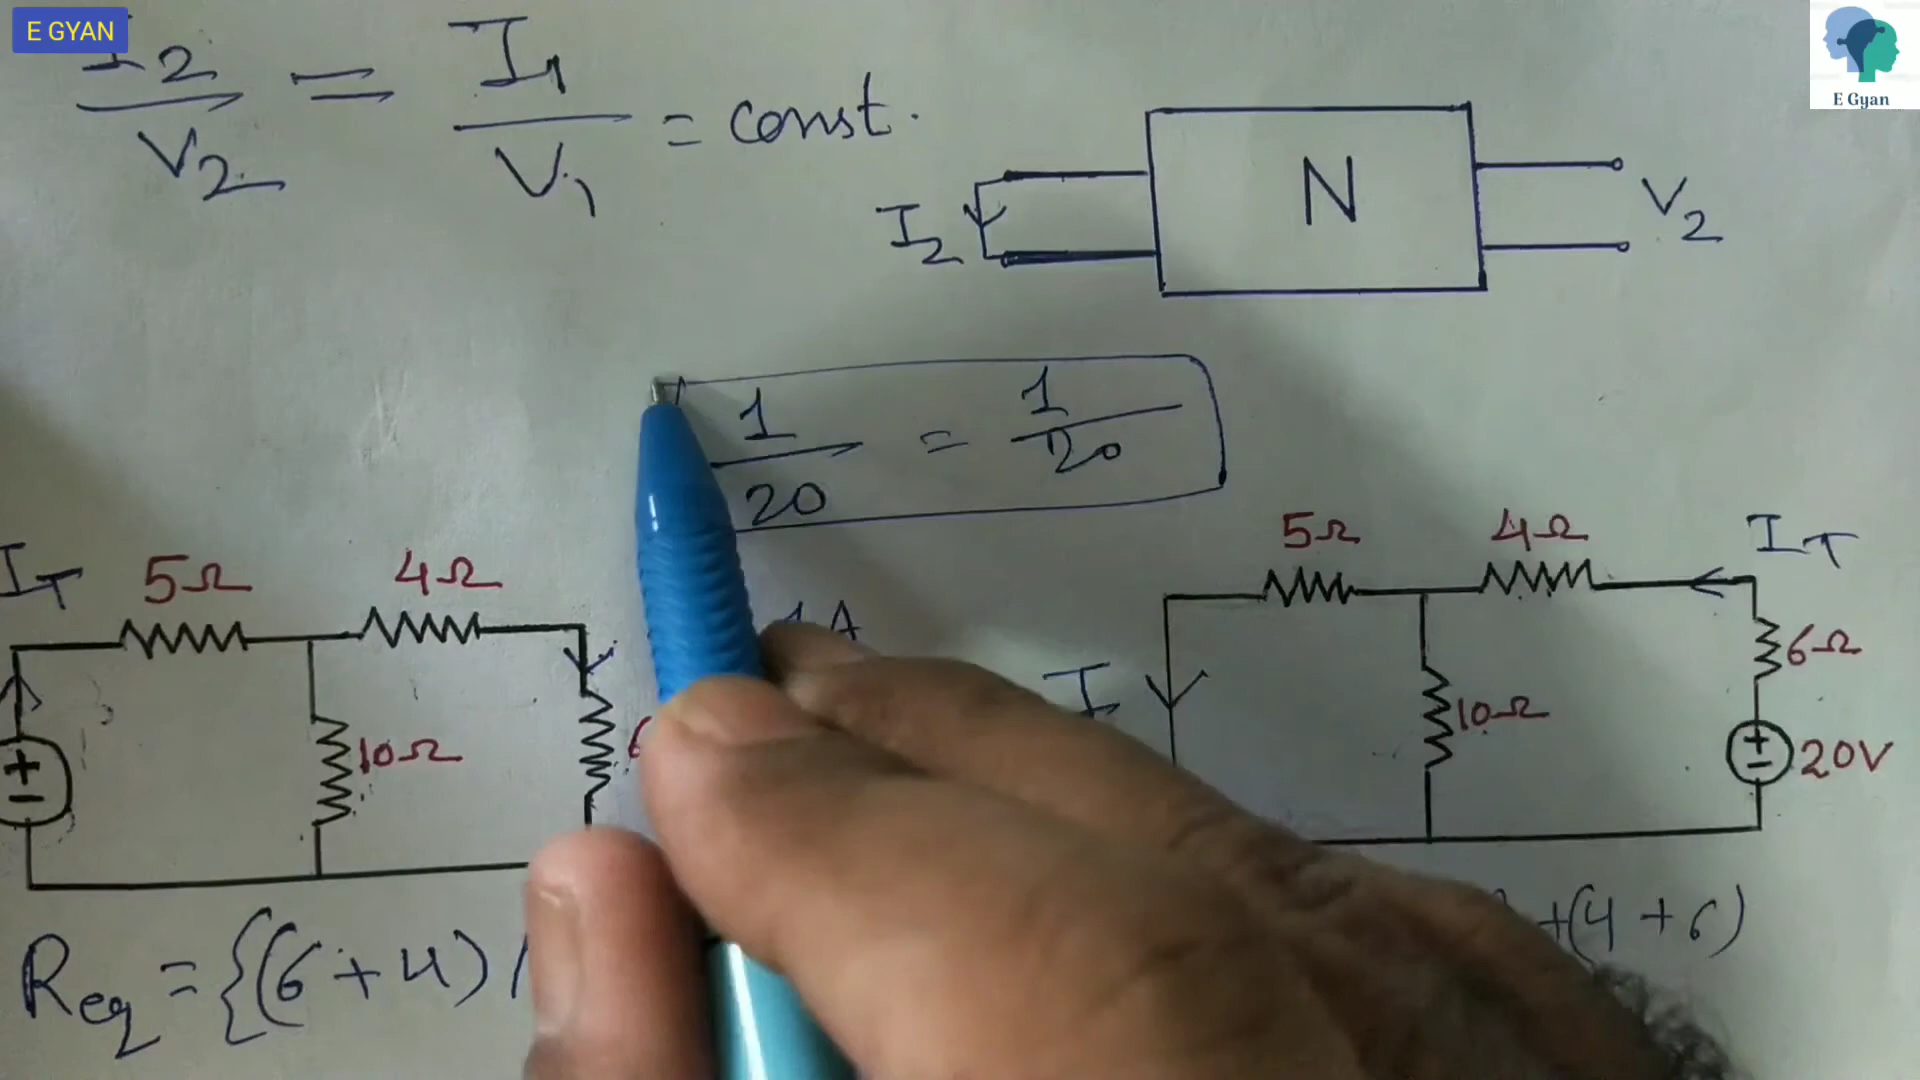 E GYAN
E Gyan
I2/V2 = I1/V1 = const.
N
I2
V2
1/20 = 1/20
IT 5Ω 4Ω
10Ω
1A
5Ω 4Ω IT
6Ω
I
10Ω
20V
Req = {(6+4)
+(4+6)